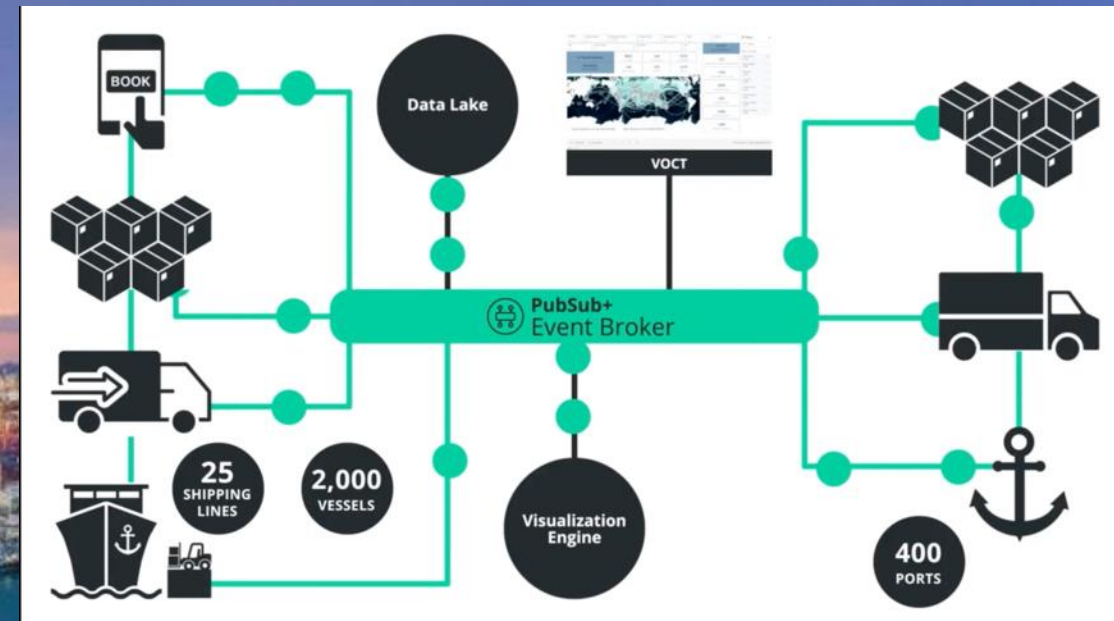 BOOK
Data Lake
VOCT
PubSub+
Event Broker
25
SHIPPING
LINES
2,000
VESSELS
Visualization
Engine
400
PORTS